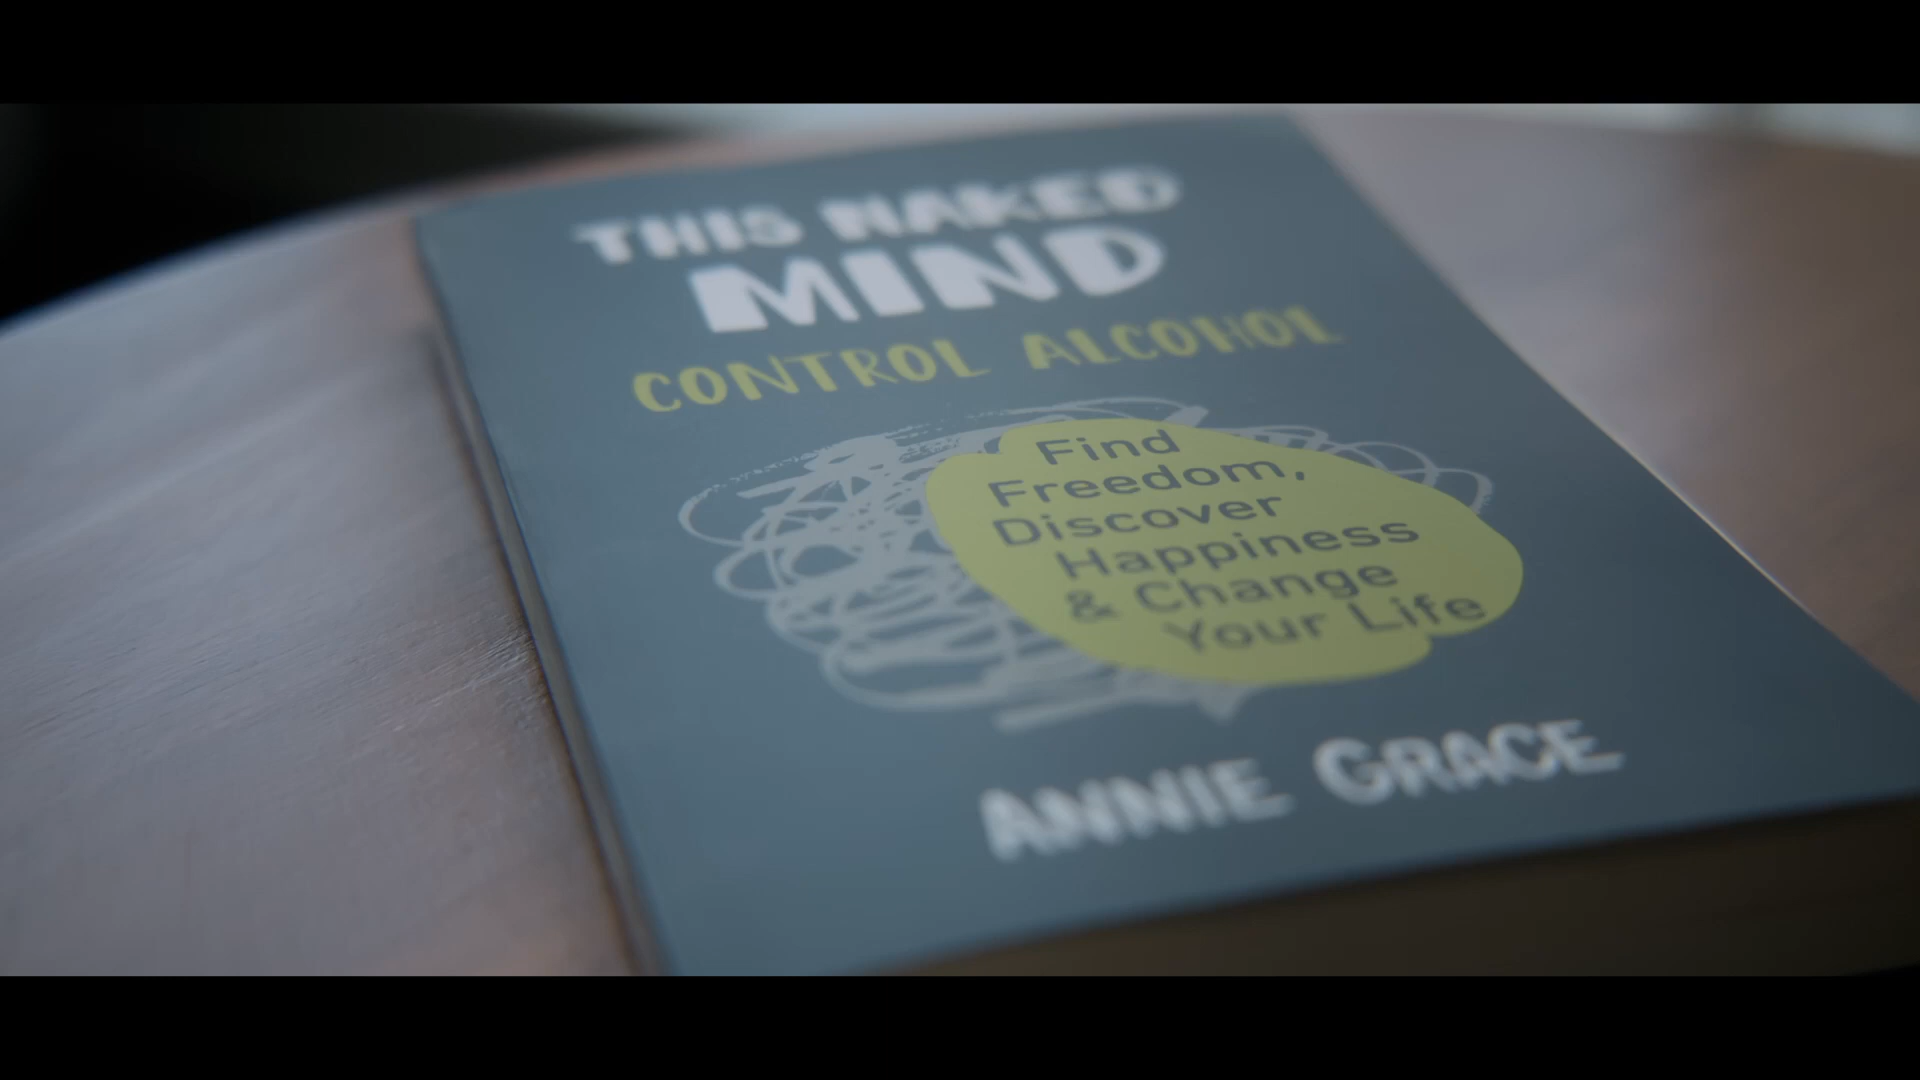 THIS NAKED
MIND
CONTROL ALCOHOL
Find
Freedom,
Discover
Happiness
& Change
Your Life
ANNIE GRACE